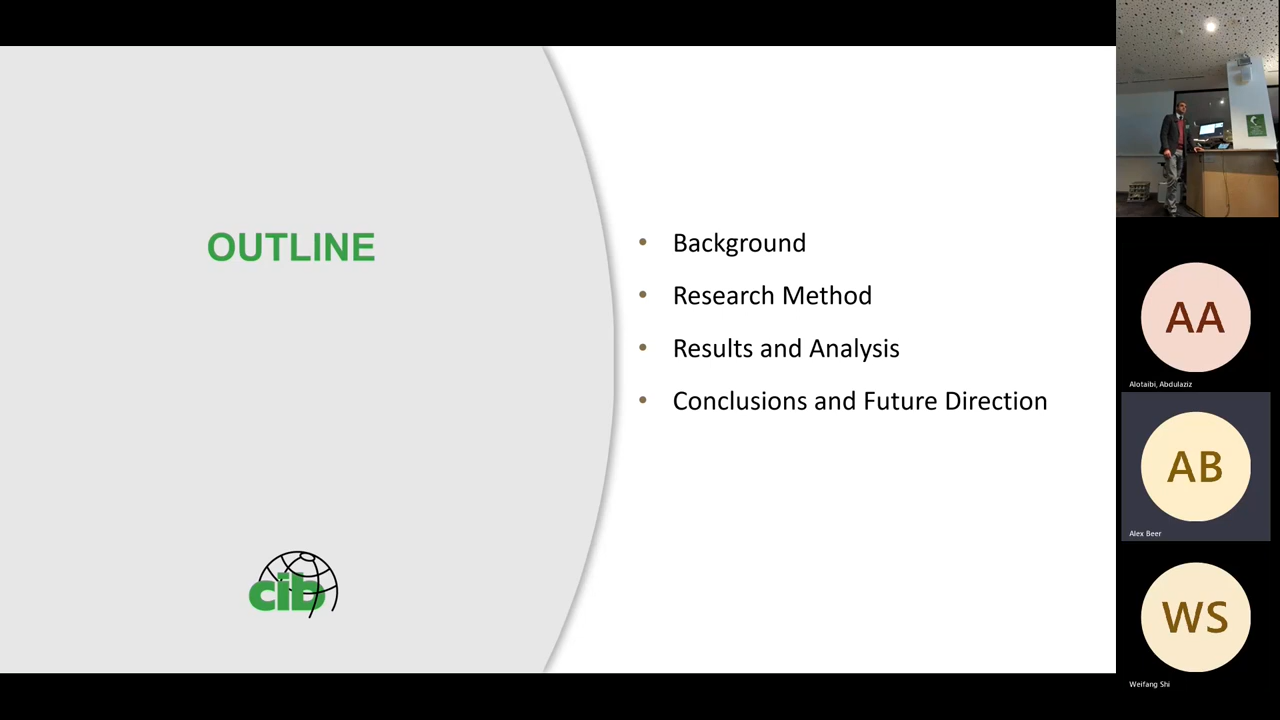 OUTLINE
• Background
• Research Method
• Results and Analysis
• Conclusions and Future Direction
cib
AA
Alotaibi, Abdulaziz
AB
Alex Beer
WS
Weifang Shi